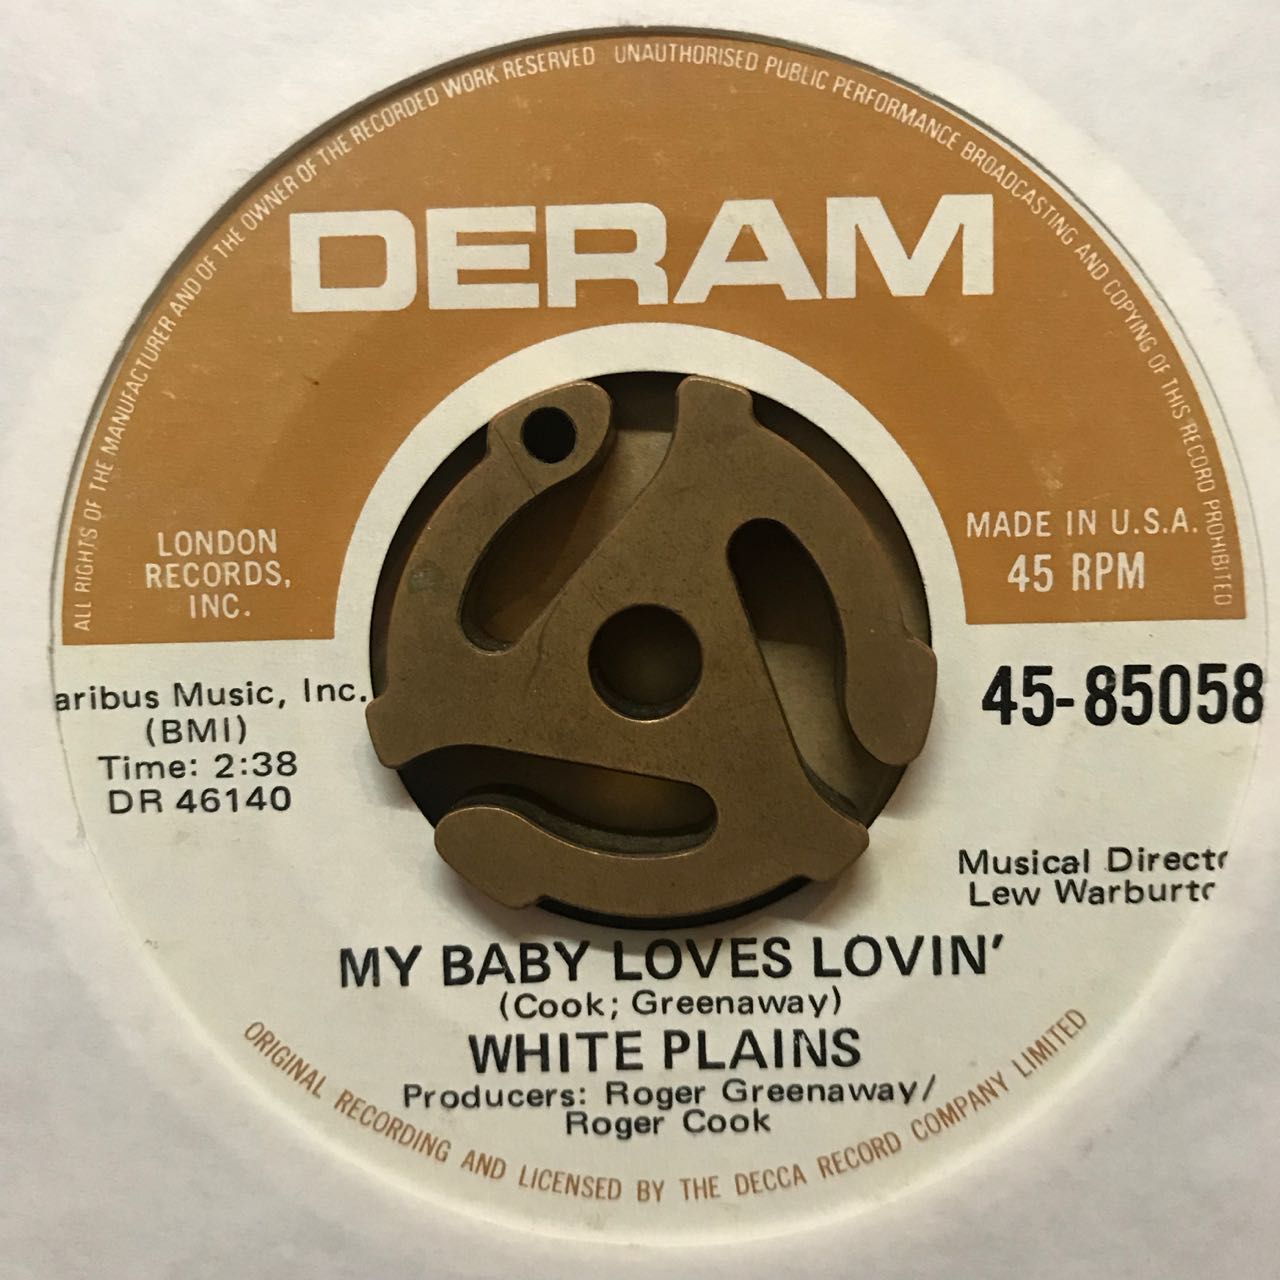 ALL RIGHTS OF THE MANUFACTURER AND OF THE OWNER OF THE RECORDED WORK RESERVED UNAUTHORISED PUBLIC PERFORMANCE BROADCASTING AND COPYING OF THIS RECORD PROHIBITED
DERAM
LONDON
RECORDS,
INC.
MADE IN U.S.A.
45 RPM
aribus Music, Inc.
(BMI)
Time: 2:38
DR 46140
45-85058
Musical Direct
Lew Warburt
MY BABY LOVES LOVIN'
(Cook; Greenaway)
WHITE PLAINS
Producers: Roger Greenaway/
Roger Cook
ORIGINAL RECORDING AND LICENSED BY THE DECCA RECORD COMPANY LIMITED